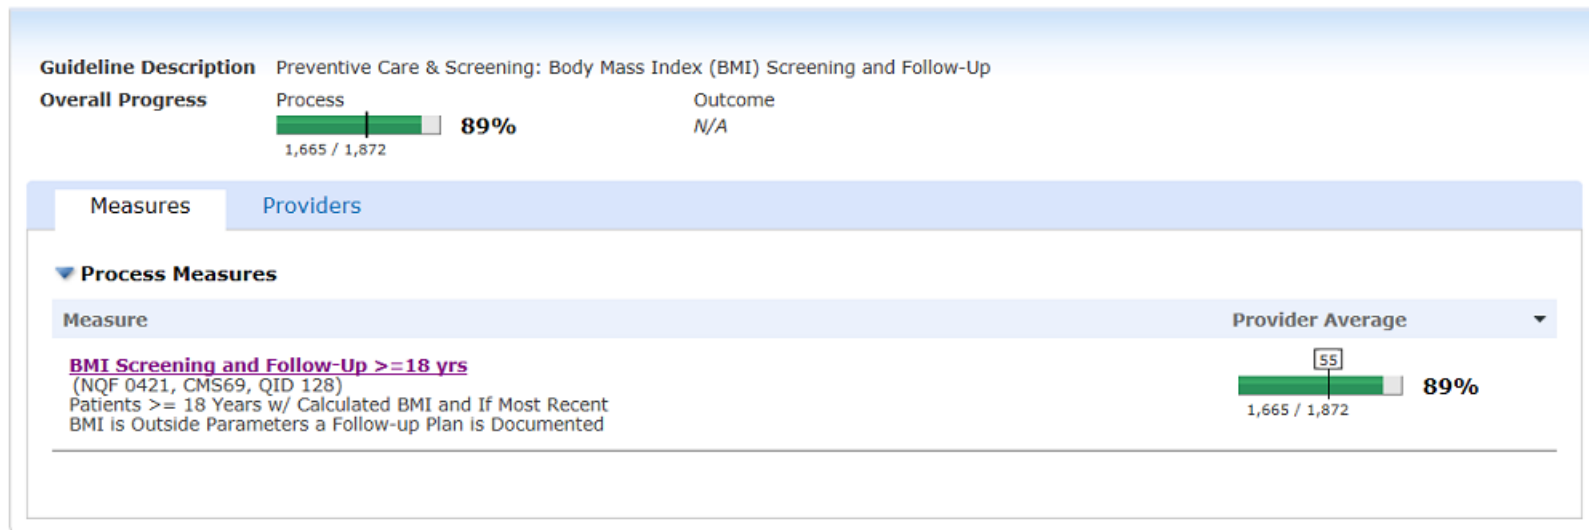 Guideline Description Preventive Care & Screening: Body Mass Index (BMI) Screening and Follow-Up
Overall Progress Process Outcome
89% N/A
1,665 / 1,872
Measures Providers
Process Measures
Measure Provider Average
55
BMI Screening and Follow-Up >=18 yrs
(NQF 0421, CMS69, QID 128) 89%
Patients >= 18 Years w/ Calculated BMI and If Most Recent 1,665 / 1,872
BMI is Outside Parameters a Follow-up Plan is Documented